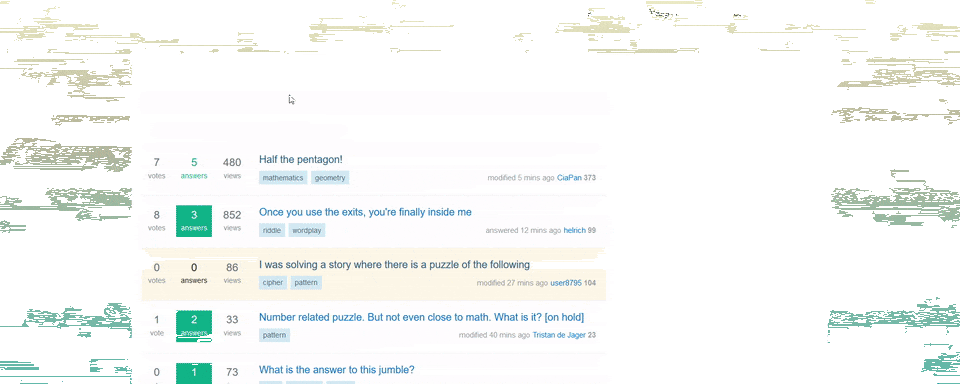 7 5 480 Half the pentagon!
votes answers views mathematics geometry modified 5 mins ago CiaPan 373
8 3 852 Once you use the exits, you're finally inside me
votes answers views riddle wordplay answered 12 mins ago helrich 99
0 0 86 I was solving a story where there is a puzzle of the following
votes answers views cipher pattern modified 27 mins ago user8795 104
1 2 33 Number related puzzle. But not even close to math. What is it? [on hold]
vote answers views pattern modified 40 mins ago Tristan de Jager 23
0 1 73 What is the answer to this jumble?